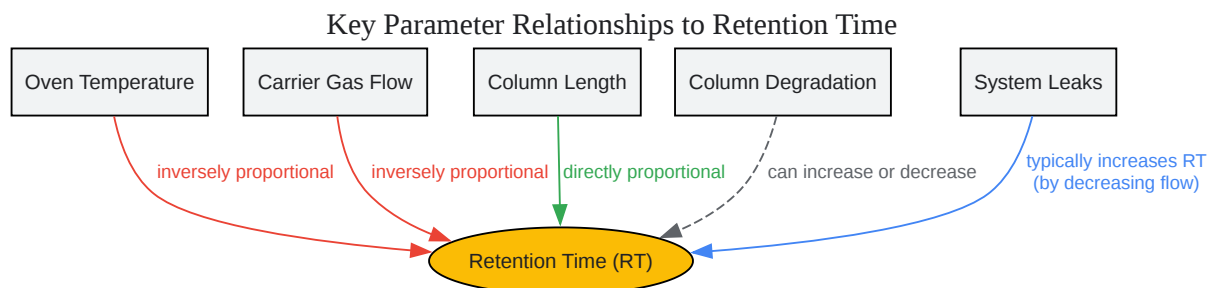 Key Parameter Relationships to Retention Time
Oven Temperature
Carrier Gas Flow
Column Length
Column Degradation
System Leaks
inversely proportional
inversely proportional
directly proportional
can increase or decrease
typically increases RT
(by decreasing flow)
Retention Time (RT)